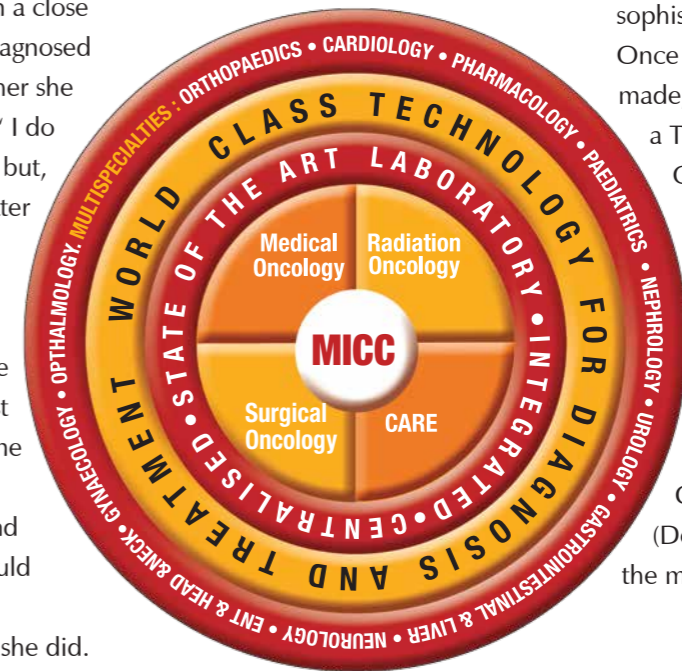 n a close
agnosed
her she
I do
but,
tter
e
st
he
nd
uld
she did.
MULTISPECIALTIES : ORTHOPAEDICS • CARDIOLOGY • PHARMACOLOGY • PAEDIATRICS • NEPHROLOGY • UROLOGY • GASTROINTESTINAL & LIVER • NEUROLOGY • ENT & HEAD &NECK • GYNAECOLOGY • OPTHALMOLOGY.
WORLD CLASS TECHNOLOGY FOR DIAGNOSIS AND TREATMENT
STATE OF THE ART LABORATORY • INTEGRATED • CENTRALISED •
Medical
Oncology
Radiation
Oncology
MICC
Surgical
Oncology
CARE
sophis
Once
made
a T
(De
the m